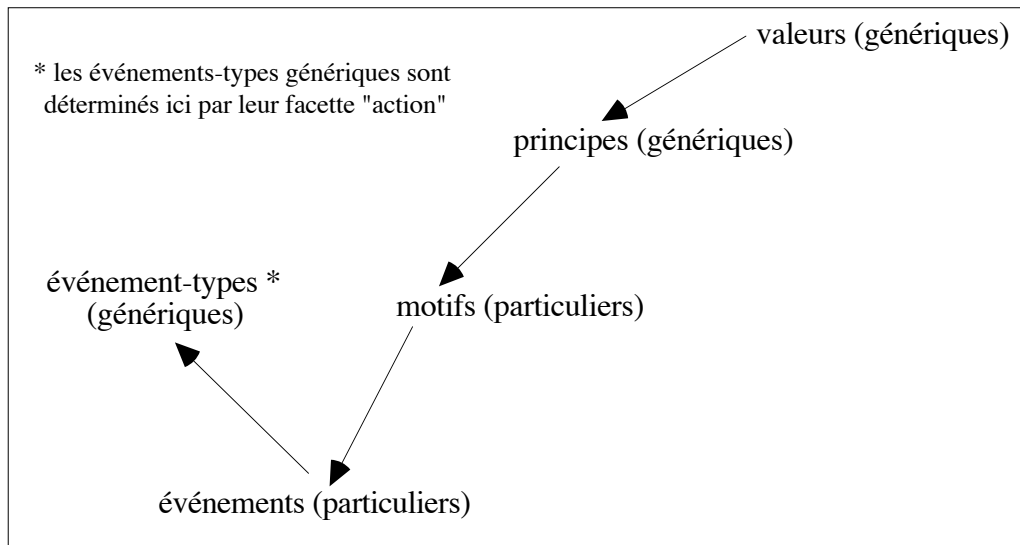 valeurs (génériques)
* les événements-types génériques sont
déterminés ici par leur facette "action"
principes (génériques)
événement-types *
(génériques)
motifs (particuliers)
événements (particuliers)